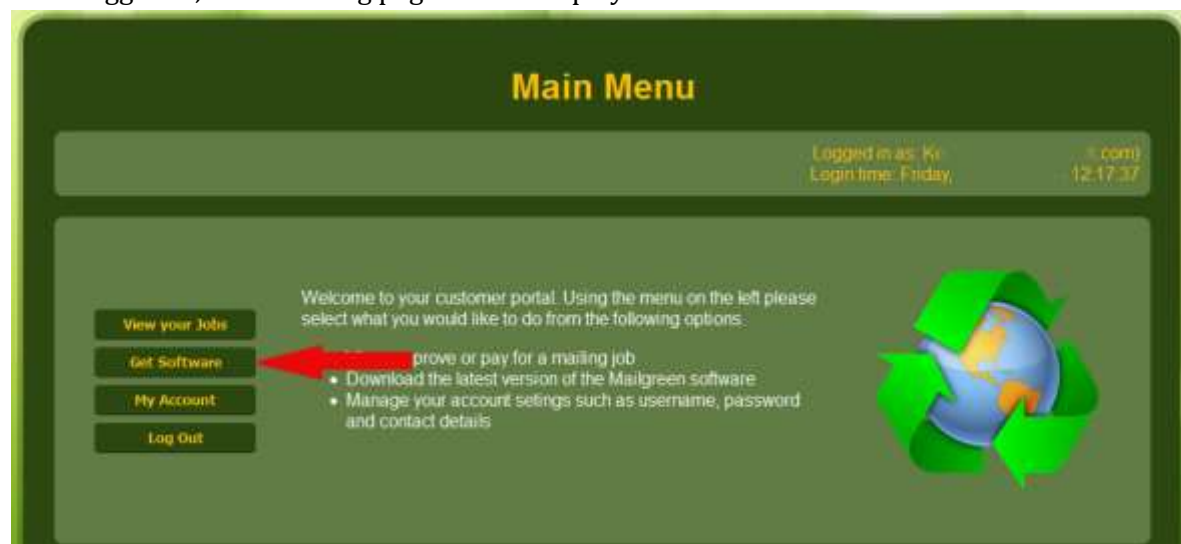 Main Menu
Logged in as: Kr com)
Login time: Friday, 12:17:37
View your Jobs
Get Software
My Account
Log Out
Welcome to your customer portal. Using the menu on the left please
select what you would like to do from the following options.
prove or pay for a mailing job
• Download the latest version of the Mailgreen software
• Manage your account setings such as username, password
and contact details